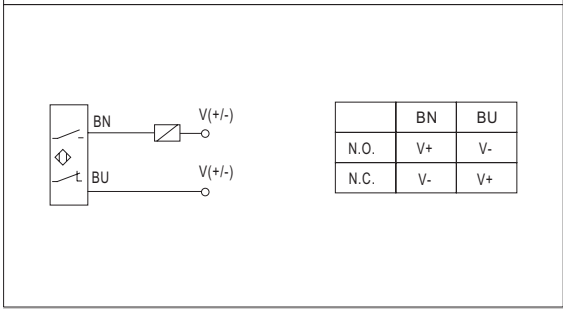 BN V(+/-)
BU V(+/-)
BN BU
N.O. V+ V-
N.C. V- V+